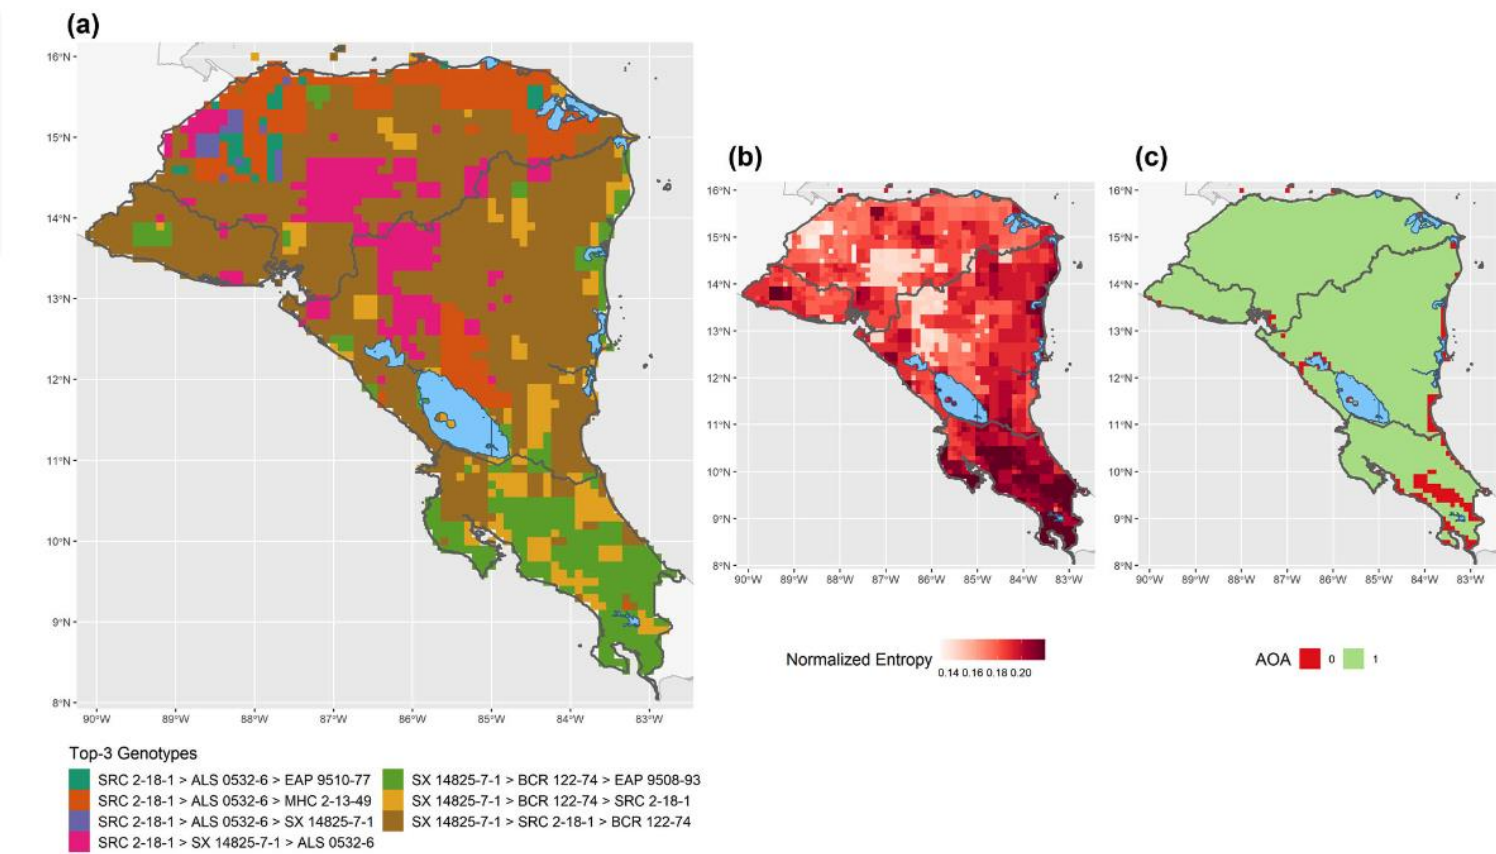 (a)
16°N
15°N
14°N
13°N
12°N
11°N
10°N
9°N
8°N
90°W 89°W 88°W 87°W 86°W 85°W 84°W 83°W
Top-3 Genotypes
SRC 2-18-1 > ALS 0532-6 > EAP 9510-77
SRC 2-18-1 > ALS 0532-6 > MHC 2-13-49
SRC 2-18-1 > ALS 0532-6 > SX 14825-7-1
SRC 2-18-1 > SX 14825-7-1 > ALS 0532-6
SX 14825-7-1 > BCR 122-74 > EAP 9508-93
SX 14825-7-1 > BCR 122-74 > SRC 2-18-1
SX 14825-7-1 > SRC 2-18-1 > BCR 122-74
(b)
16°N
15°N
14°N
13°N
12°N
11°N
10°N
9°N
8°N
90°W 89°W 88°W 87°W 86°W 85°W 84°W 83°W
Normalized Entropy
0.14 0.16 0.18 0.20
(c)
16°N
15°N
14°N
13°N
12°N
11°N
10°N
9°N
8°N
90°W 89°W 88°W 87°W 86°W 85°W 84°W 83°W
AOA 0 1